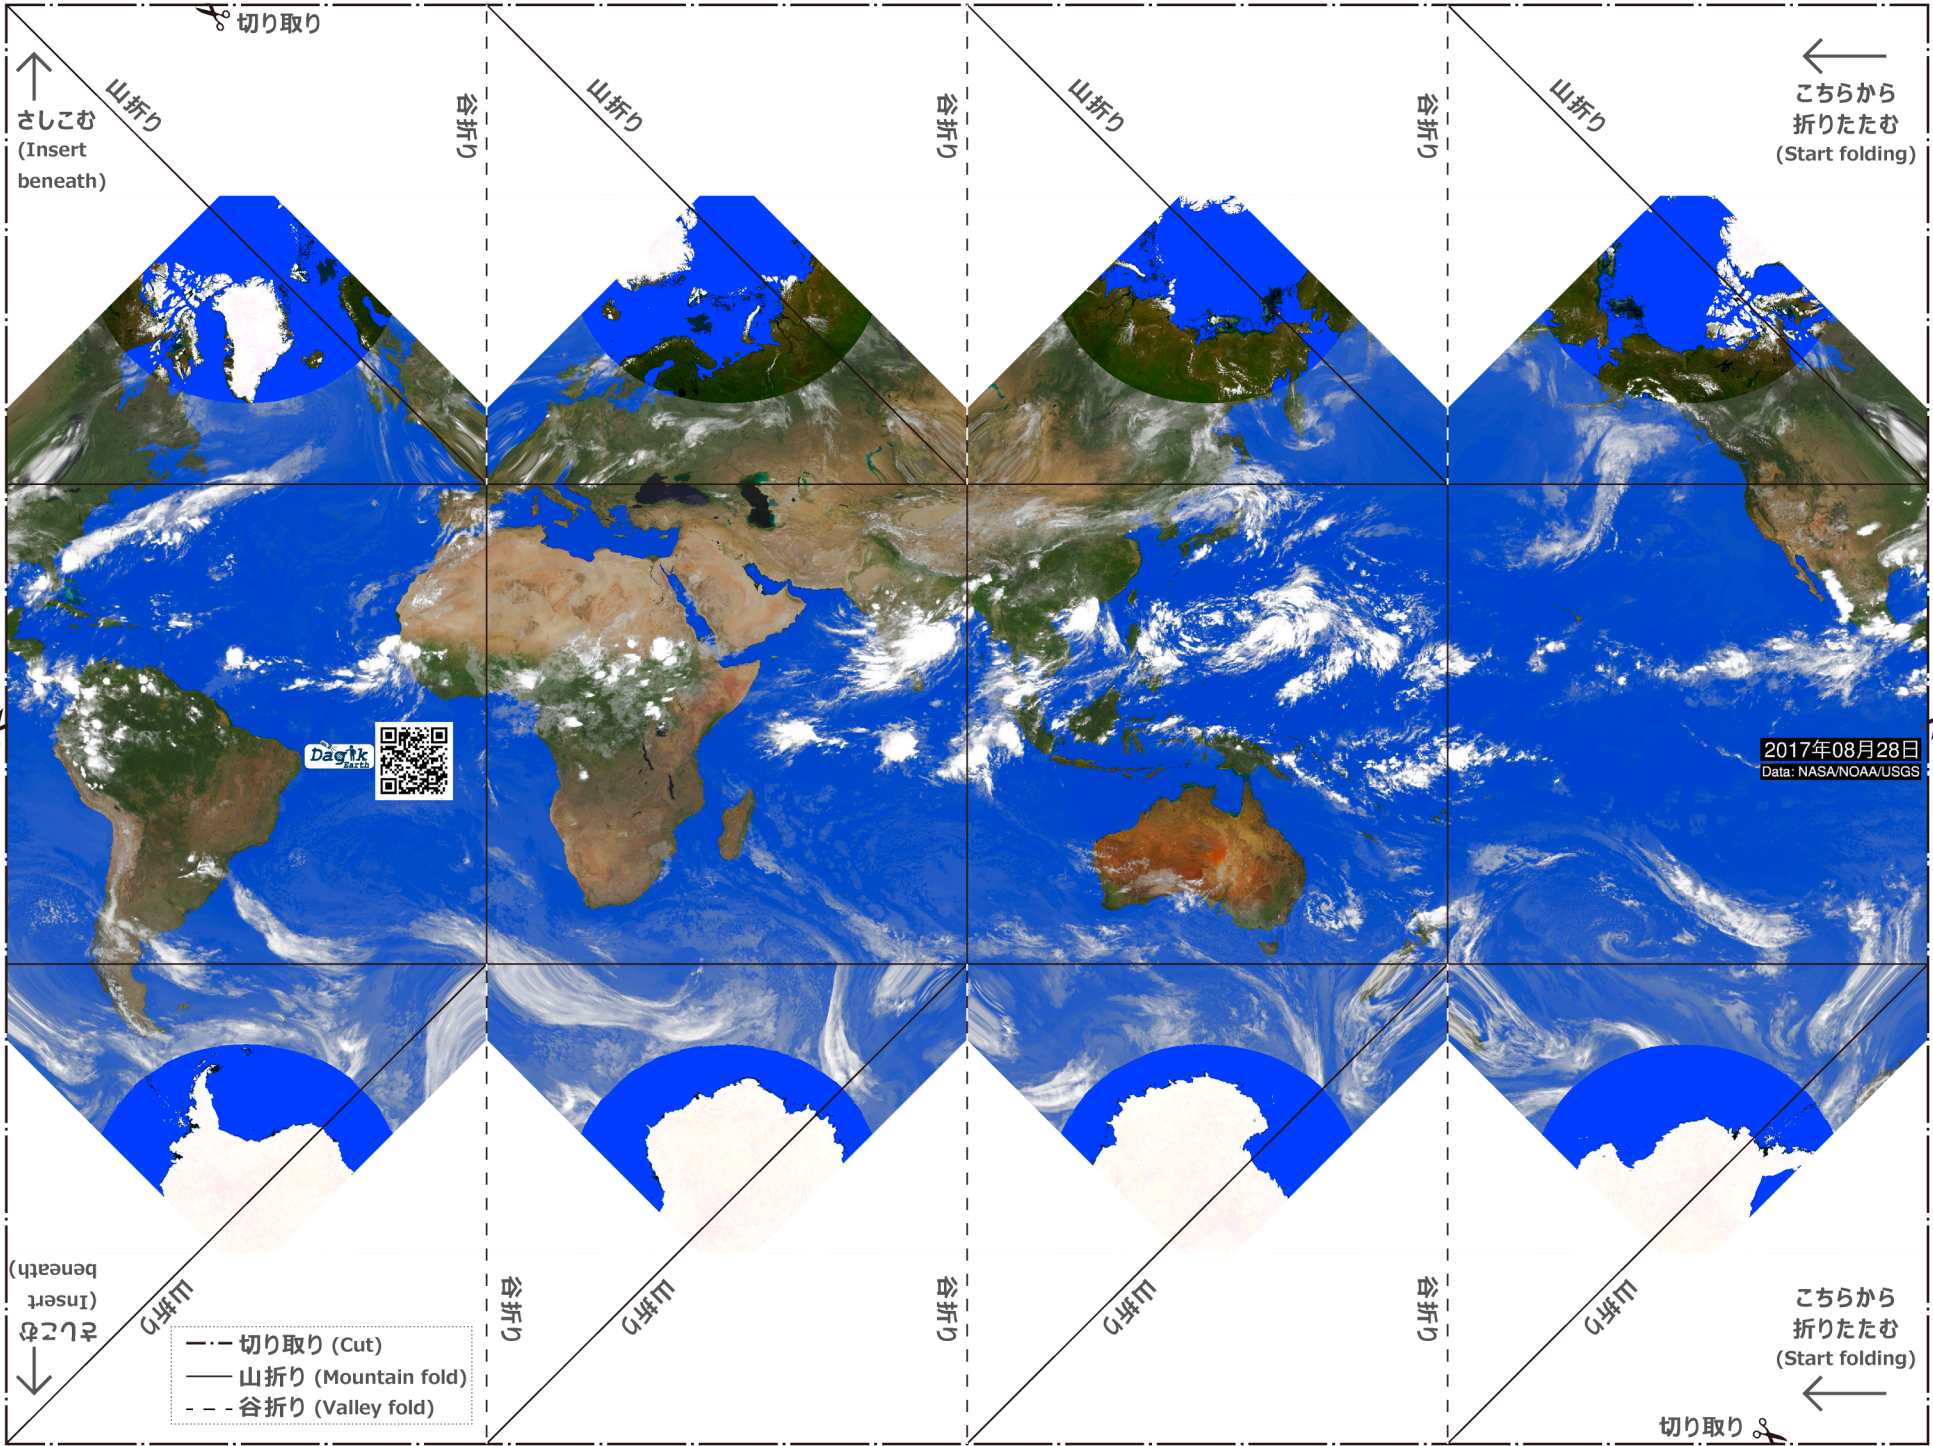 切り取り
さしこむ
(Insert
beneath)
山折り
谷折り
山折り
谷折り
山折り
谷折り
山折り
こちらから
折りたたむ
(Start folding)
Dagik
Earth
2017年08月28日
Data: NASA/NOAA/USGS
さしこむ
(Insert
beneath)
山折り
谷折り
山折り
谷折り
山折り
谷折り
山折り
こちらから
折りたたむ
(Start folding)
切り取り (Cut)
山折り (Mountain fold)
谷折り (Valley fold)
切り取り